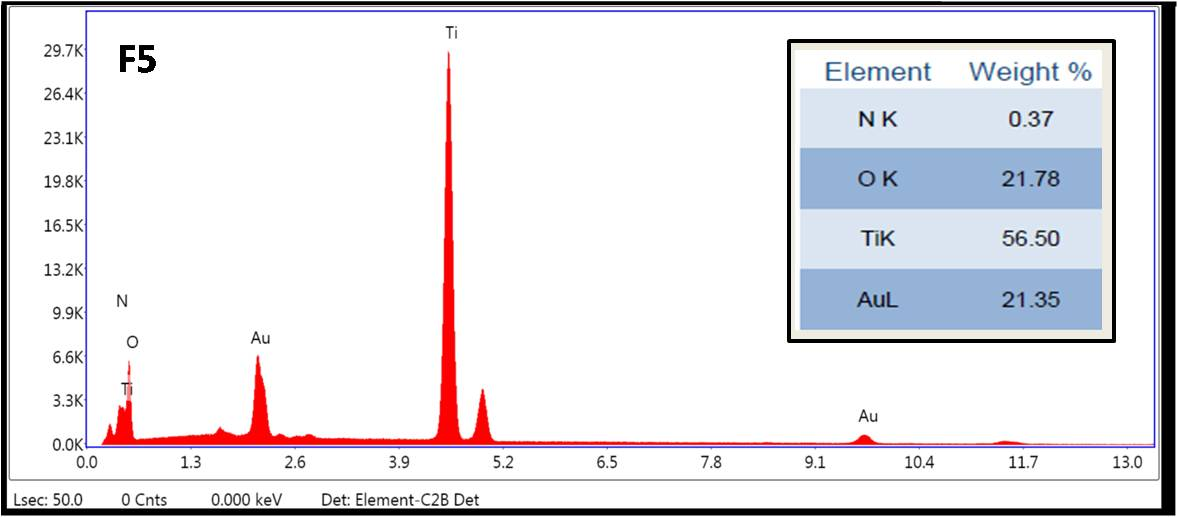 F5
Ti
29.7K
26.4K
23.1K
19.8K
16.5K
13.2K
9.9K
6.6K
3.3K
0.0K
N
O
Ti
Au
Au
0.0 1.3 2.6 3.9 5.2 6.5 7.8 9.1 10.4 11.7 13.0
Lsec: 50.0 0 Cnts 0.000 keV Det: Element-C2B Det
Element Weight %
N K 0.37
O K 21.78
TiK 56.50
AuL 21.35